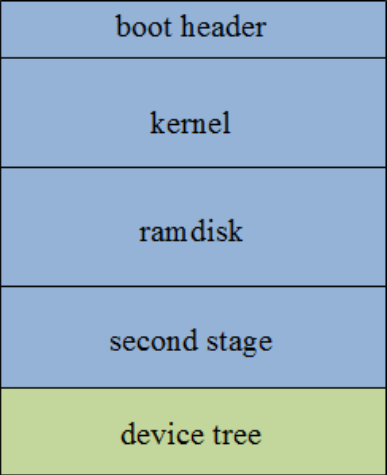 boot header
kernel
ramdisk
second stage
device tree